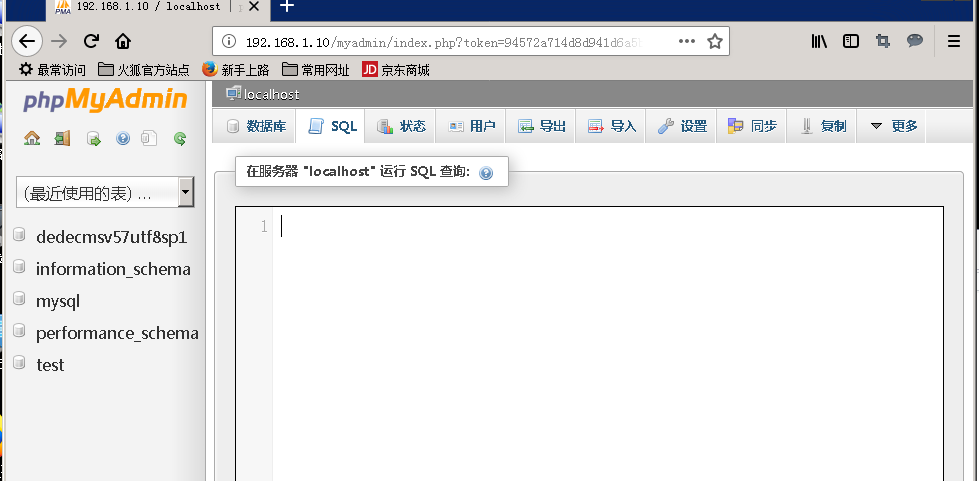 192.168.1.10 / localhost |
192.168.1.10/myadmin/index.php?token=94572a714d8d941d6a5
最常访问 火狐官方站点 新手上路 常用网址 JD 京东商城
phpMyAdmin
(最近使用的表) ...
dedecmsv57utf8sp1
information_schema
mysql
performance_schema
test
localhost
数据库 SQL 状态 用户 导出 导入 设置 同步 复制 更多
在服务器 "localhost" 运行 SQL 查询:
1